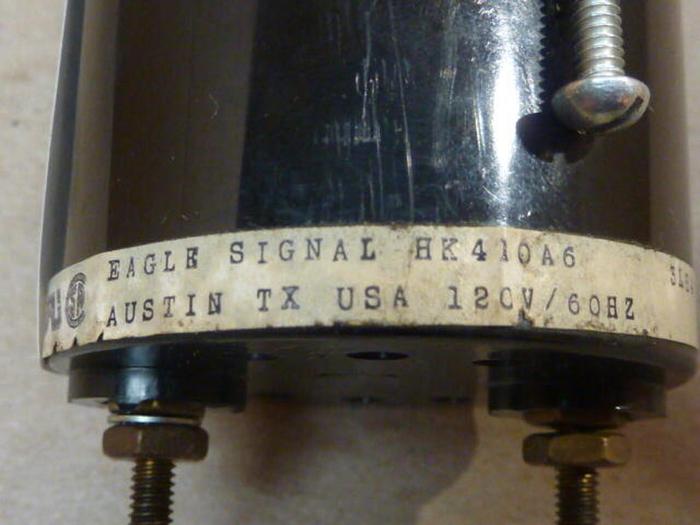 EAGLE SIGNAL HK410A6
AUSTIN TX USA 120V/60HZ